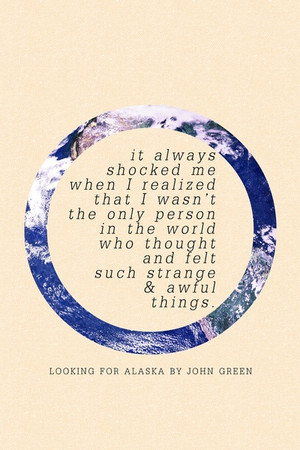 it always
shocked me
when I realized
that I wasn't
the only person
in the world
who thought
and felt
such strange
& awful
things.
LOOKING FOR ALASKA BY JOHN GREEN